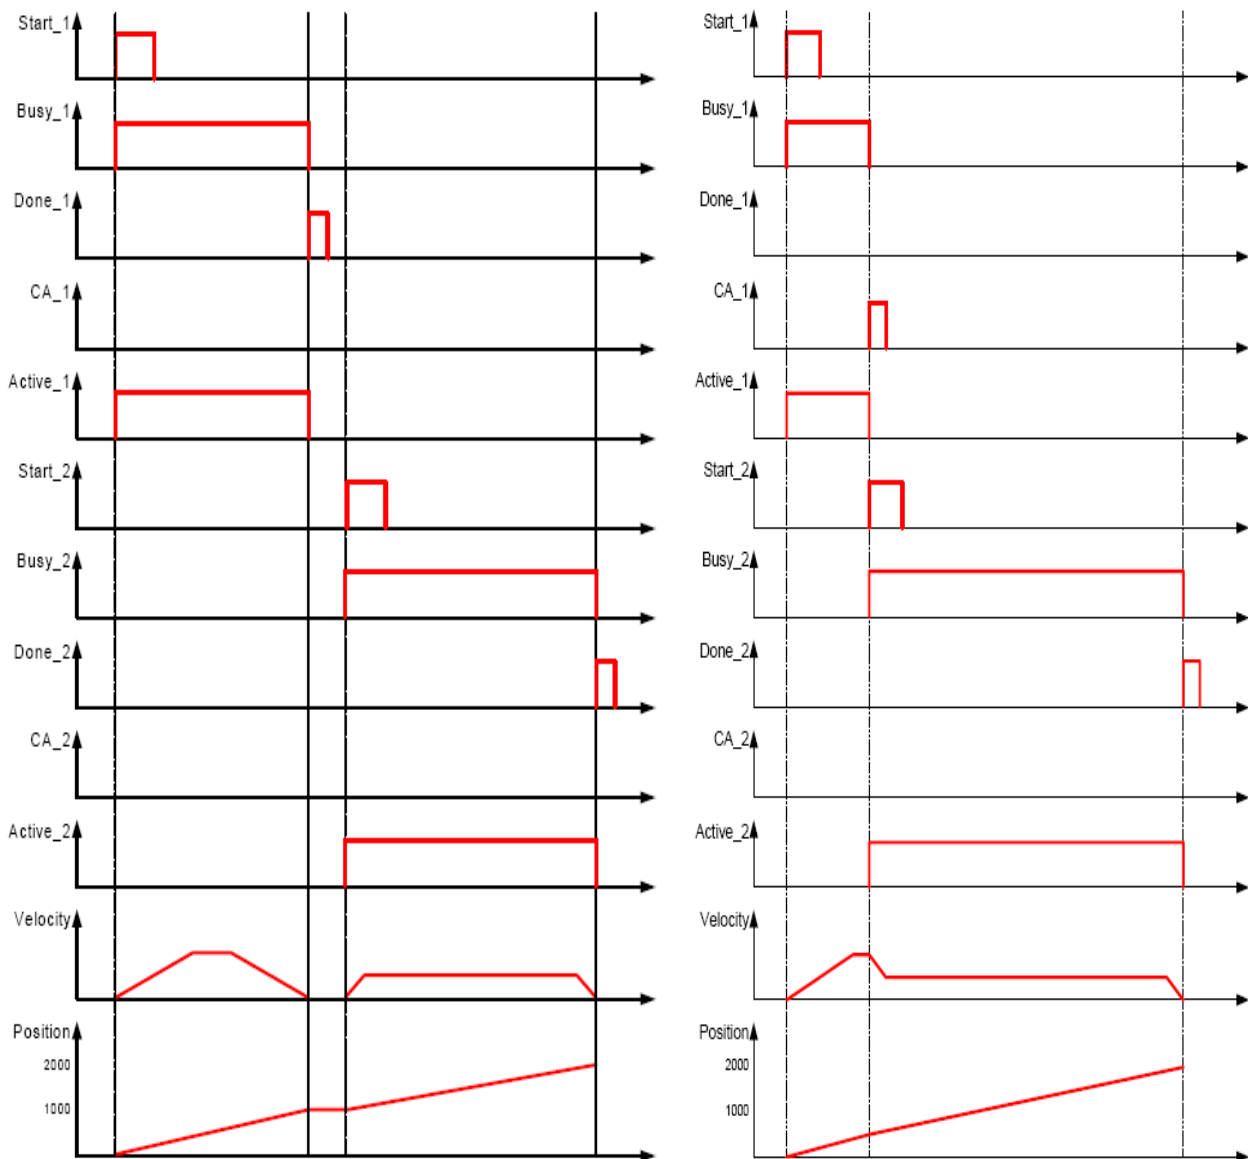 Start_1
Busy_1
Done_1
CA_1
Active_1
Start_2
Busy_2
Done_2
CA_2
Active_2
Velocity
Position
2000
1000
Start_1
Busy_1
Done_1
CA_1
Active_1
Start_2
Busy_2
Done_2
CA_2
Active_2
Velocity
Position
2000
1000